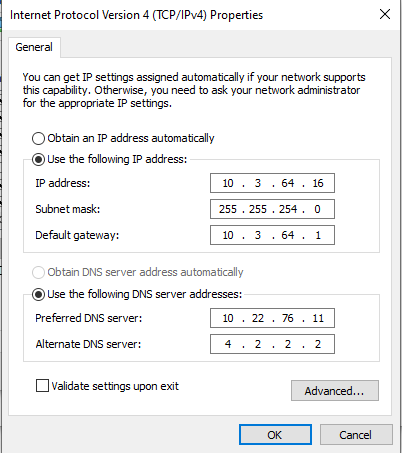 Internet Protocol Version 4 (TCP/IPv4) Properties
General
You can get IP settings assigned automatically if your network supports
this capability. Otherwise, you need to ask your network administrator
for the appropriate IP settings.
Obtain an IP address automatically
Use the following IP address:
IP address: 10 . 3 . 64 . 16
Subnet mask: 255 . 255 . 254 . 0
Default gateway: 10 . 3 . 64 . 1
Obtain DNS server address automatically
Use the following DNS server addresses:
Preferred DNS server: 10 . 22 . 76 . 11
Alternate DNS server: 4 . 2 . 2 . 2
Validate settings upon exit
Advanced...
OK Cancel